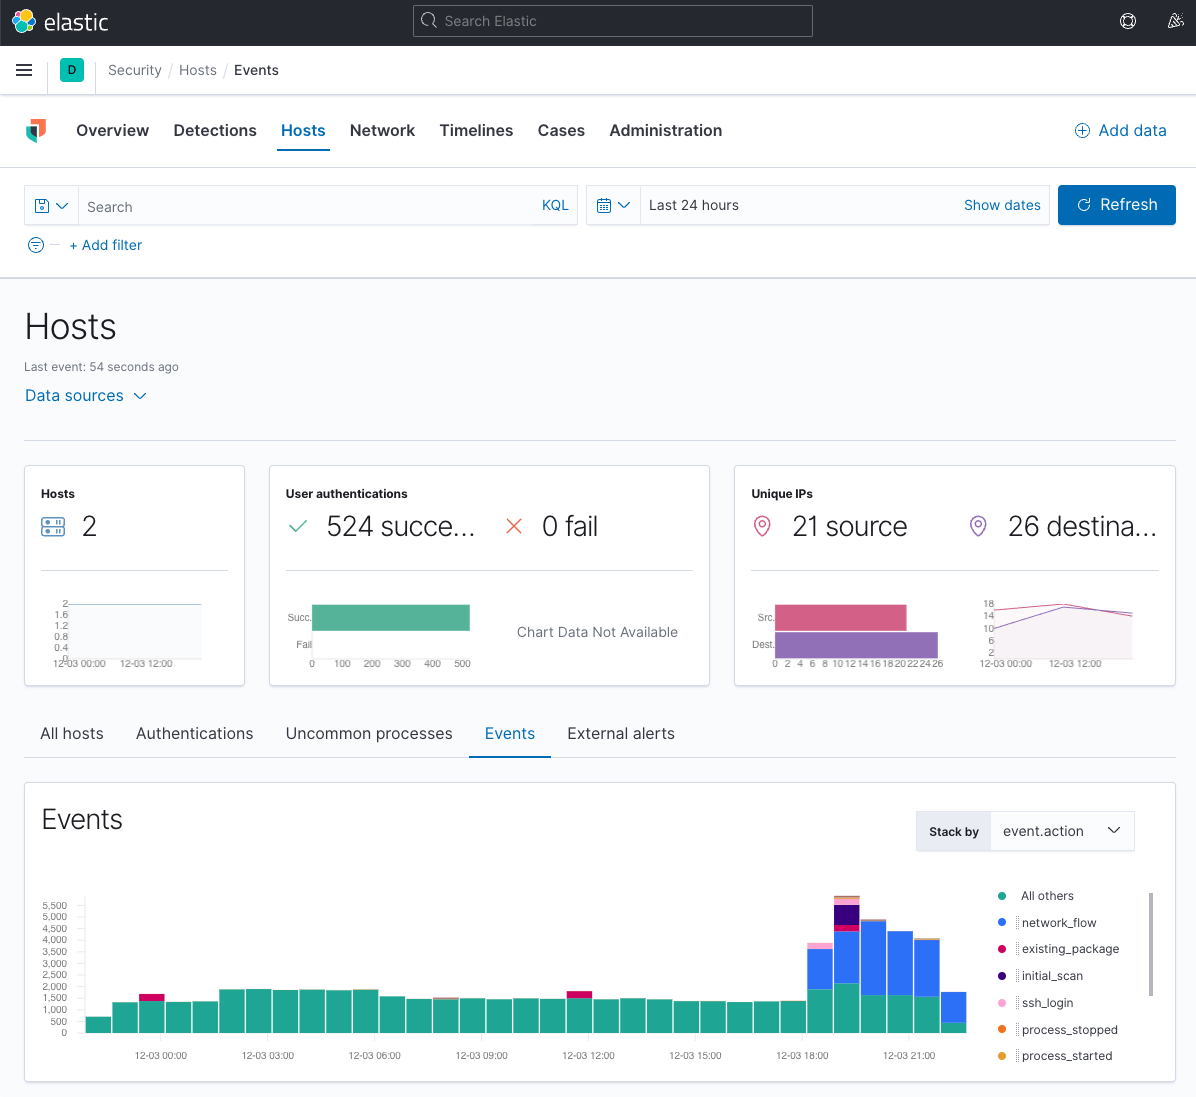 elastic
Search Elastic
D
Security / Hosts / Events
Overview Detections Hosts Network Timelines Cases Administration
Add data
Search KQL
Last 24 hours Show dates
Refresh
+ Add filter
Hosts
Last event: 54 seconds ago
Data sources
Hosts
2
2
1.6
1.2
0.8
0.4
0
12-03 00:00 12-03 12:00
User authentications
524 succe... 0 fail
Succ.
Fail
0 100 200 300 400 500
Chart Data Not Available
Unique IPs
21 source 26 destina...
Src.
Dest.
0 2 4 6 8 10 12 14 16 18 20 22 24 26
18
14
10
6
2
12-03 00:00 12-03 12:00
All hosts Authentications Uncommon processes Events External alerts
Events
Stack by event.action
5,500
5,000
4,500
4,000
3,500
3,000
2,500
2,000
1,500
1,000
500
0
12-03 00:00 12-03 03:00 12-03 06:00 12-03 09:00 12-03 12:00 12-03 15:00 12-03 18:00 12-03 21:00
All others
network_flow
existing_package
initial_scan
ssh_login
process_stopped
process_started